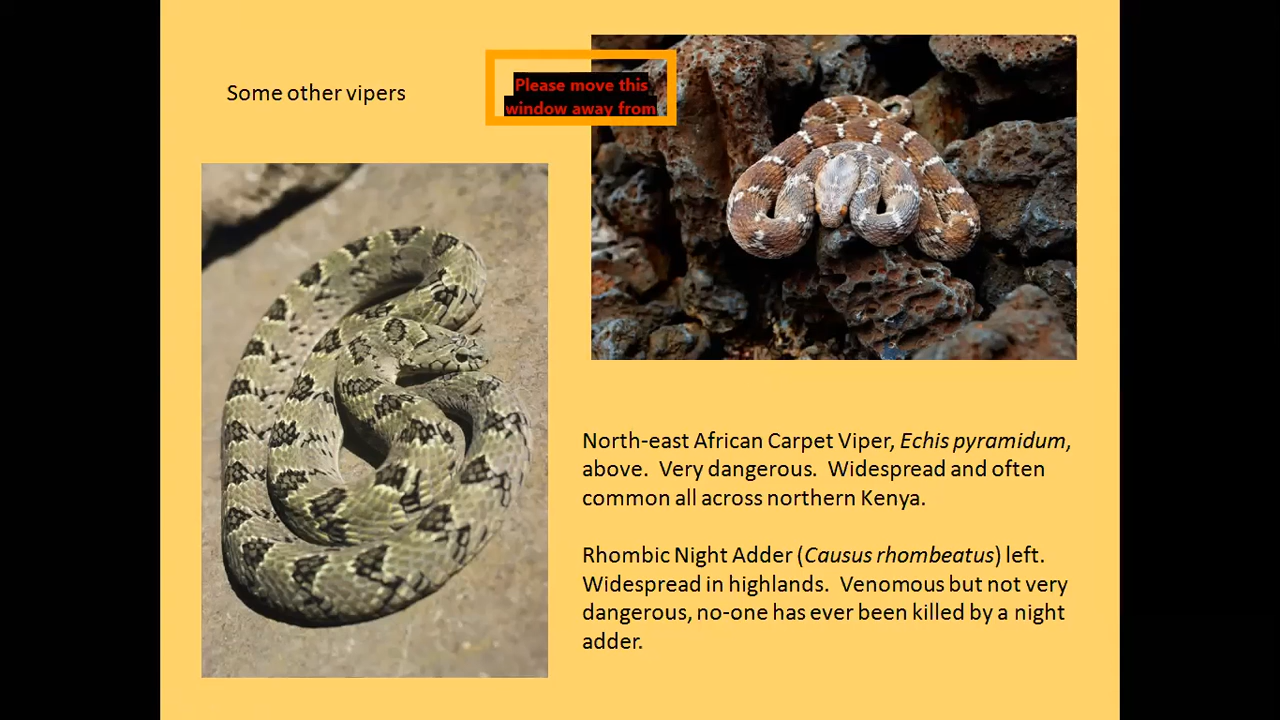 Some other vipers
Please move this
window away from
North-east African Carpet Viper, Echis pyramidum,
above. Very dangerous. Widespread and often
common all across northern Kenya.
Rhombic Night Adder (Causus rhombeatus) left.
Widespread in highlands. Venomous but not very
dangerous, no-one has ever been killed by a night
adder.